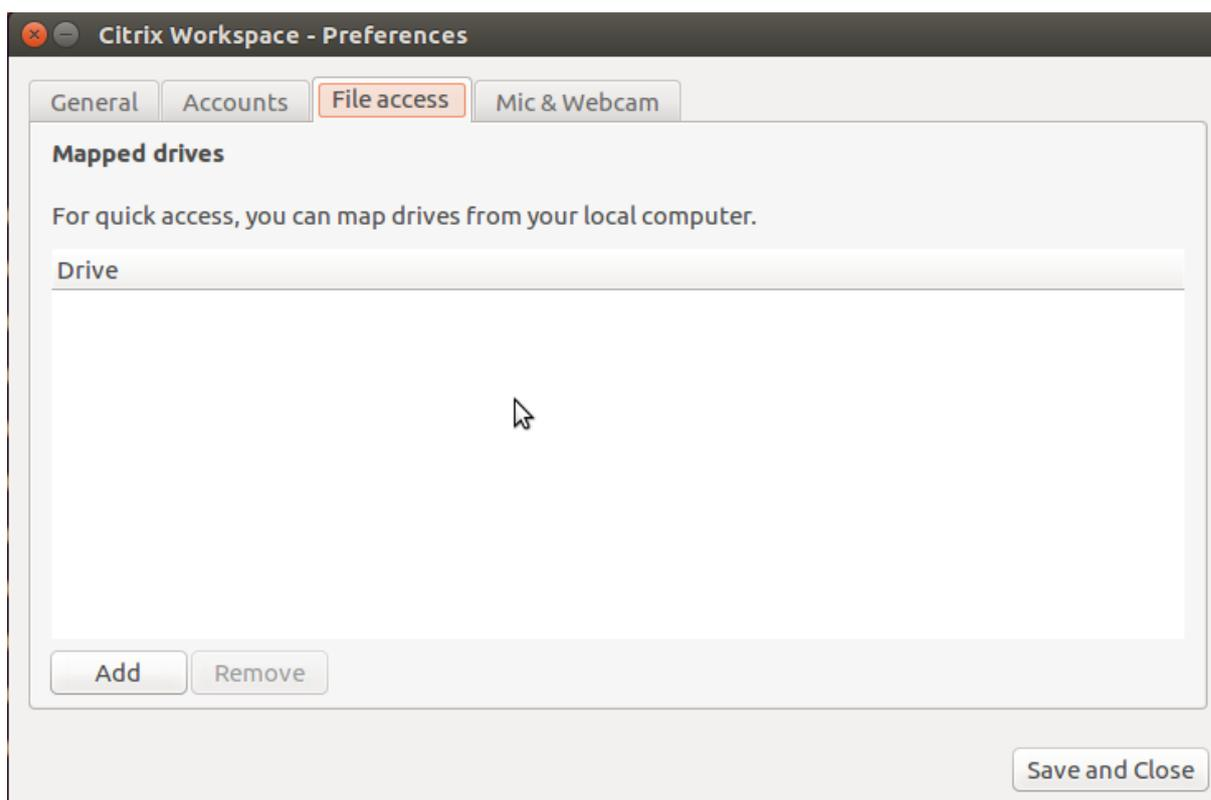 Citrix Workspace - Preferences
General Accounts File access Mic & Webcam
Mapped drives
For quick access, you can map drives from your local computer.
Drive
Add Remove
Save and Close